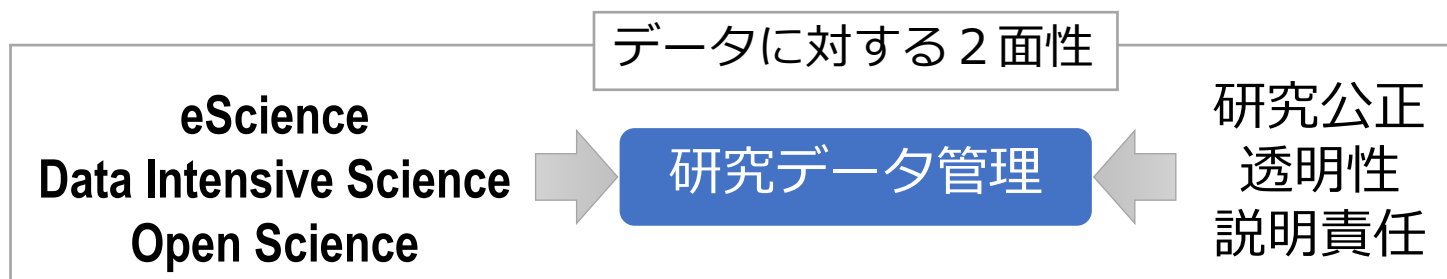 データに対する２面性
eScience
Data Intensive Science
Open Science
研究データ管理
研究公正
透明性
説明責任